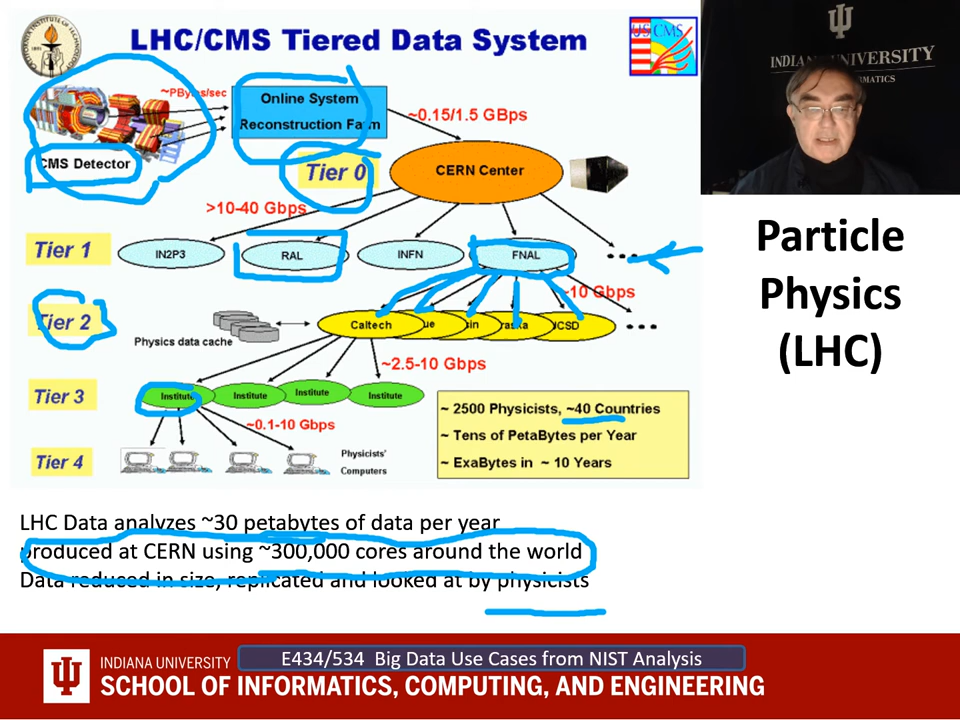 LHC/CMS Tiered Data System
US CMS
INDIANA UNIVERSITY
~PBytes/sec
Online System
Reconstruction Farm
~0.15/1.5 GBps
CMS Detector
Tier 0
CERN Center
>10-40 Gbps
Tier 1
IN2P3
RAL
INFN
FNAL
~10 Gbps
Tier 2
Caltech
UCSD
Physics data cache
~2.5-10 Gbps
Tier 3
Institute
Institute
Institute
Institute
~0.1-10 Gbps
Tier 4
Physicists'
Computers
~ 2500 Physicists, ~40 Countries
~ Tens of PetaBytes per Year
~ ExaBytes in ~ 10 Years
Particle
Physics
(LHC)
LHC Data analyzes ~30 petabytes of data per year
produced at CERN using ~300,000 cores around the world
Data reduced in size, replicated and looked at by physicists
INDIANA UNIVERSITY
E434/534 Big Data Use Cases from NIST Analysis
SCHOOL OF INFORMATICS, COMPUTING, AND ENGINEERING